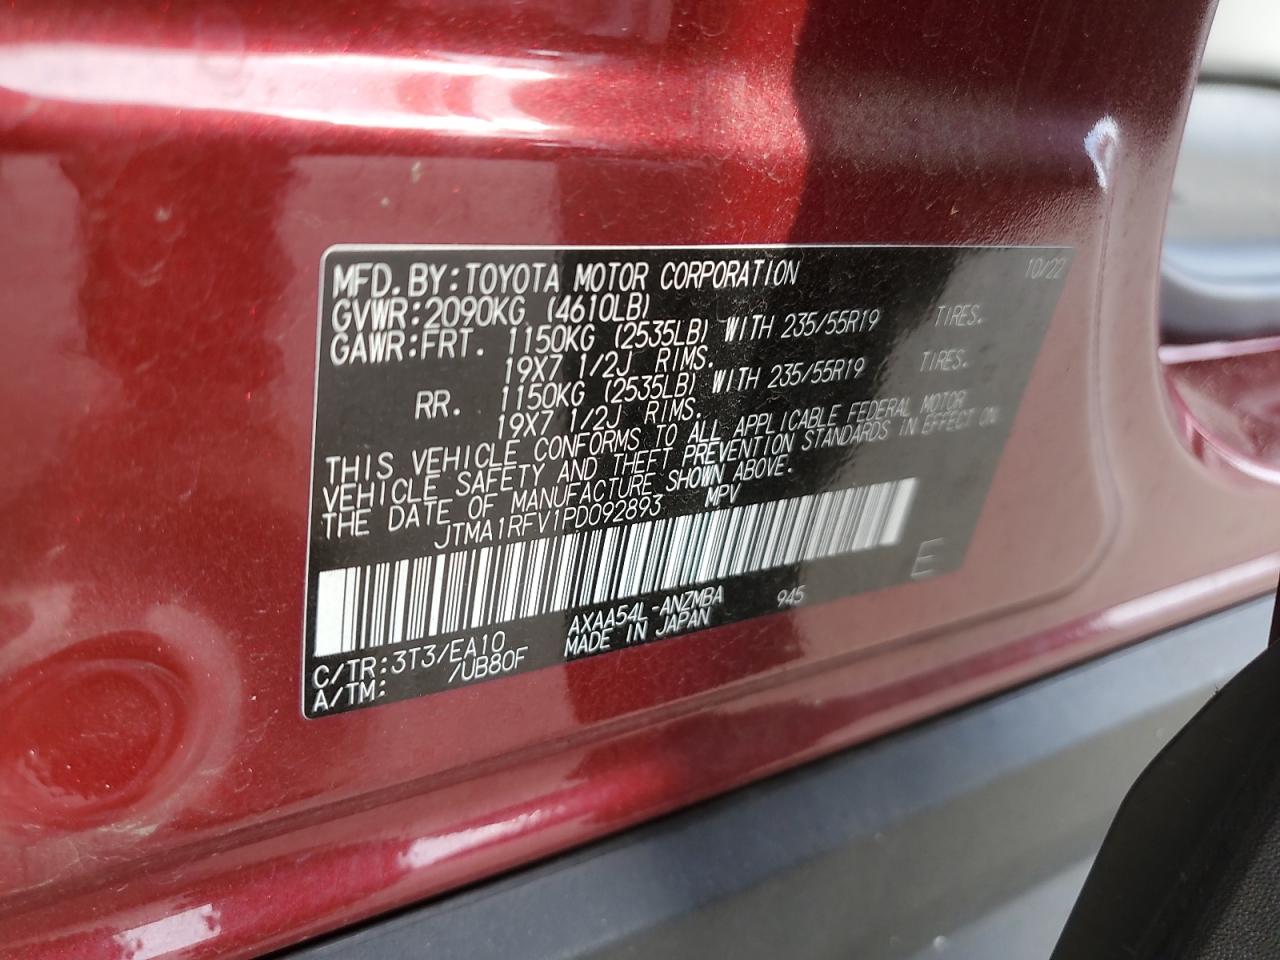 MFD. BY: TOYOTA MOTOR CORPORATION 10/22
GVWR: 2090KG (4610LB)
GAWR: FRT. 1150KG (2535LB) WITH 235/55R19 TIRES.
19X7 1/2J RIMS.
RR. 1150KG (2535LB) WITH 235/55R19 TIRES.
19X7 1/2J RIMS.
THIS VEHICLE CONFORMS TO ALL APPLICABLE FEDERAL MOTOR
VEHICLE SAFETY AND THEFT PREVENTION STANDARDS IN EFFECT ON
THE DATE OF MANUFACTURE SHOWN ABOVE.
JTMA1RFV1PD092893 MPV
E
C/TR: 3T3/EA10 AXAA54L-ANZMBA 945
A/TM: /UB80F MADE IN JAPAN